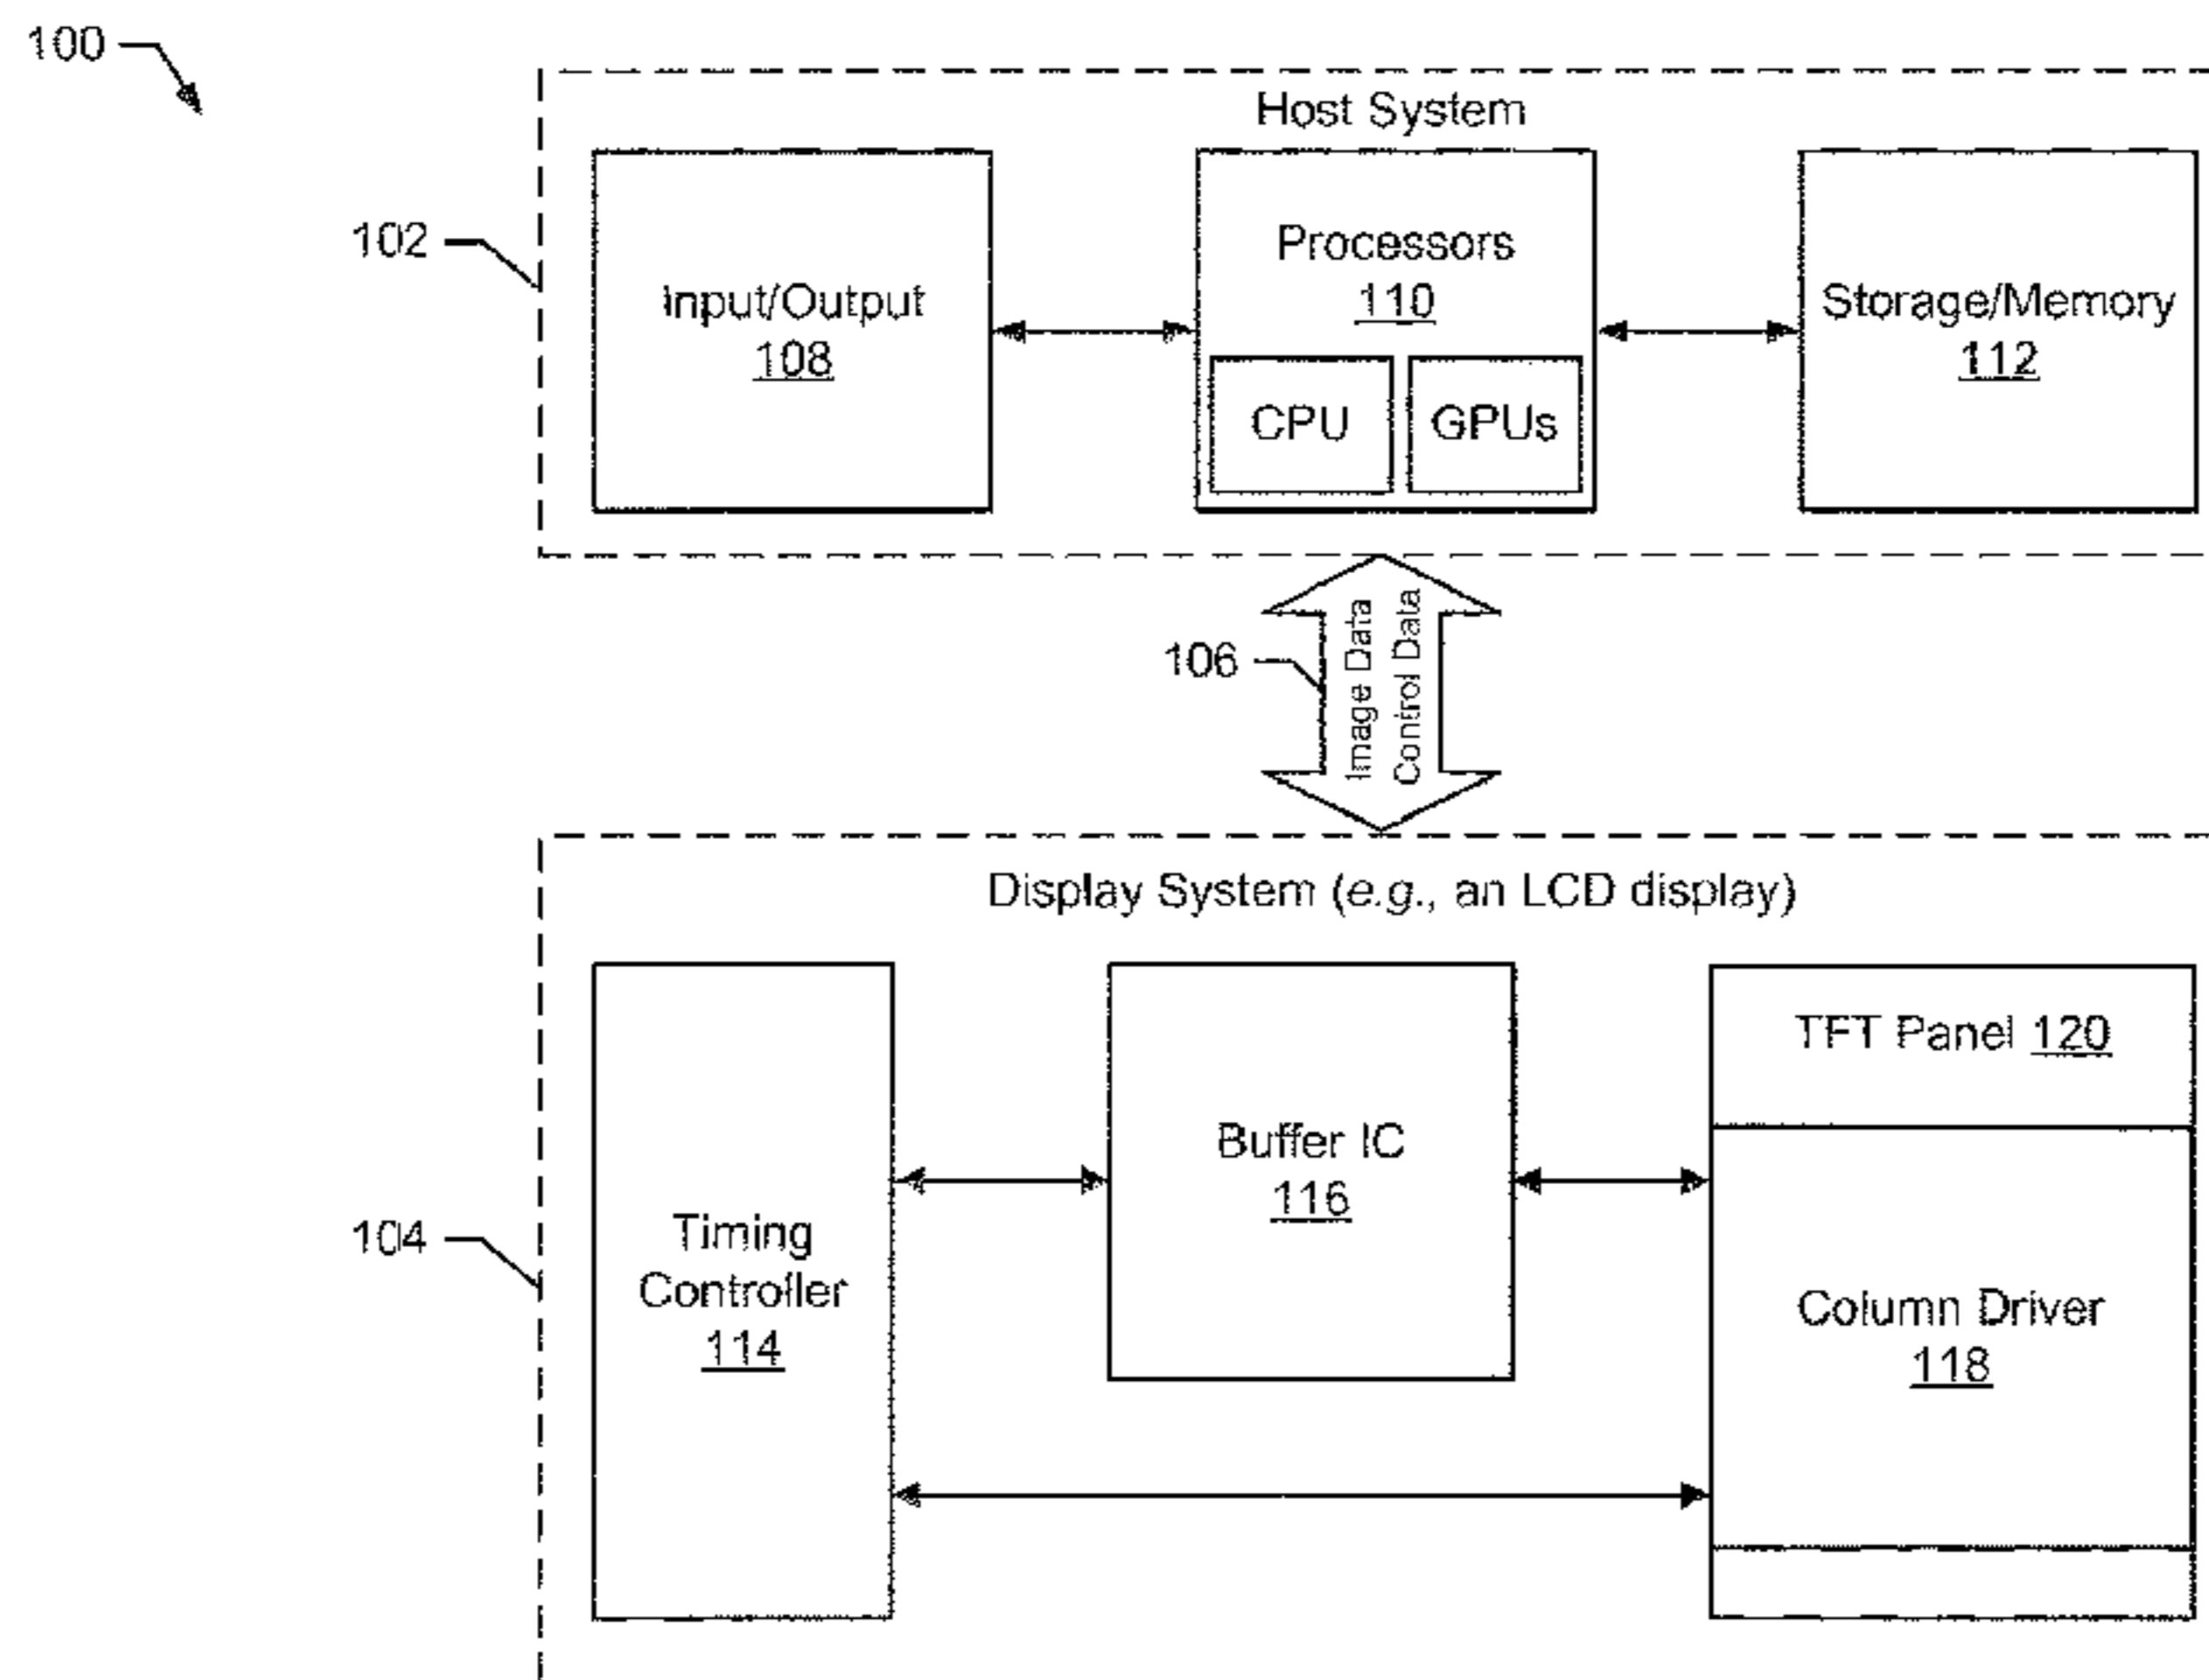 100
Host System
102
Input/Output
108
Processors
110
CPU
GPUs
Storage/Memory
112
106
Image Data
Control Data
Display System (e.g., an LCD display)
104
Timing
Controller
114
Buffer IC
116
TFT Panel 120
Column Driver
118